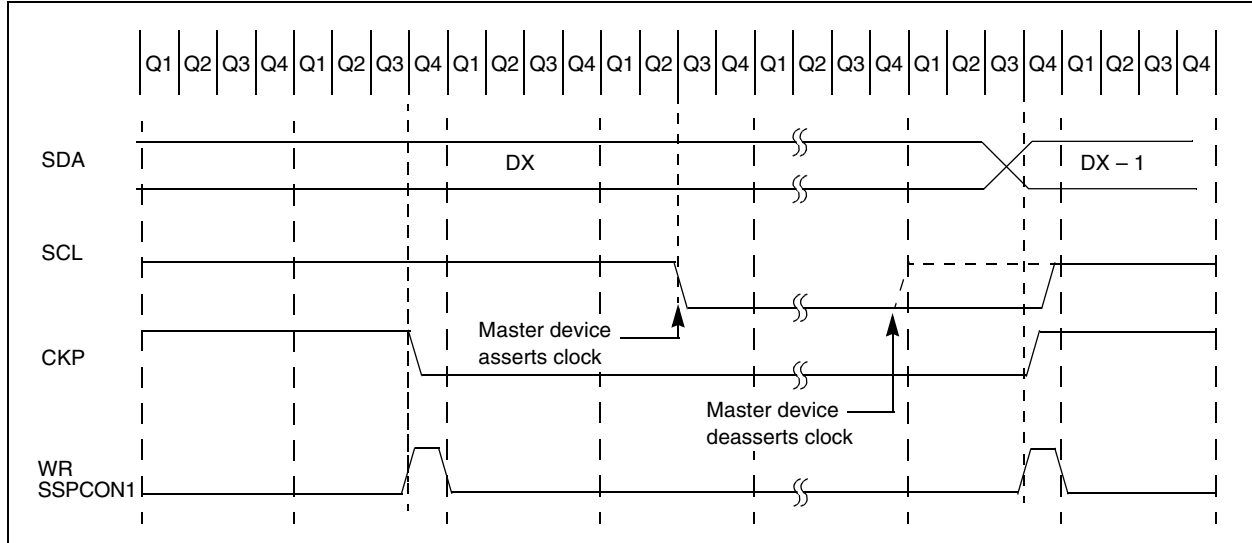 Q1 Q2 Q3 Q4 Q1 Q2 Q3 Q4 Q1 Q2 Q3 Q4 Q1 Q2 Q3 Q4 Q1 Q2 Q3 Q4 Q1 Q2 Q3 Q4 Q1 Q2 Q3 Q4
SDA
DX
DX – 1
SCL
Master device
asserts clock
CKP
Master device
deasserts clock
WR
SSPCON1